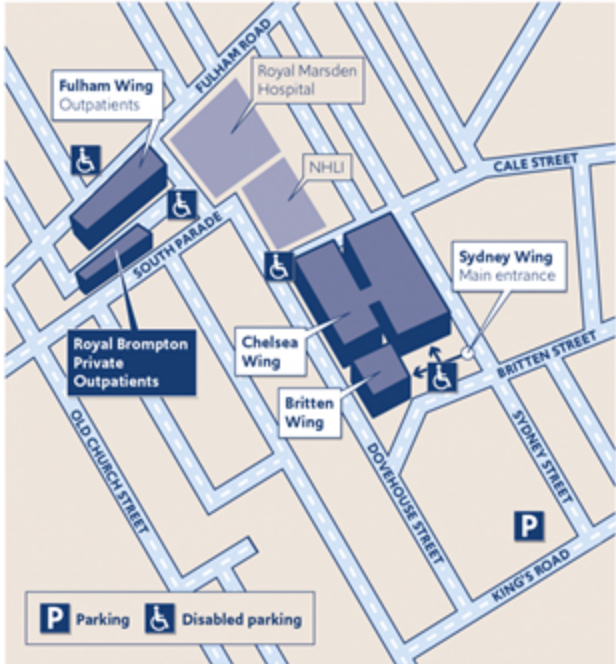 FULHAM ROAD
Royal Marsden
Hospital
Fulham Wing
Outpatients
NHLI
CALE STREET
SOUTH PARADE
Sydney Wing
Main entrance
Royal Brompton
Private
Outpatients
Chelsea
Wing
BRITTEN STREET
Britten
Wing
OLD CHURCH STREET
DOVEHOUSE STREET
SYDNEY STREET
P
KING'S ROAD
P Parking
Disabled parking